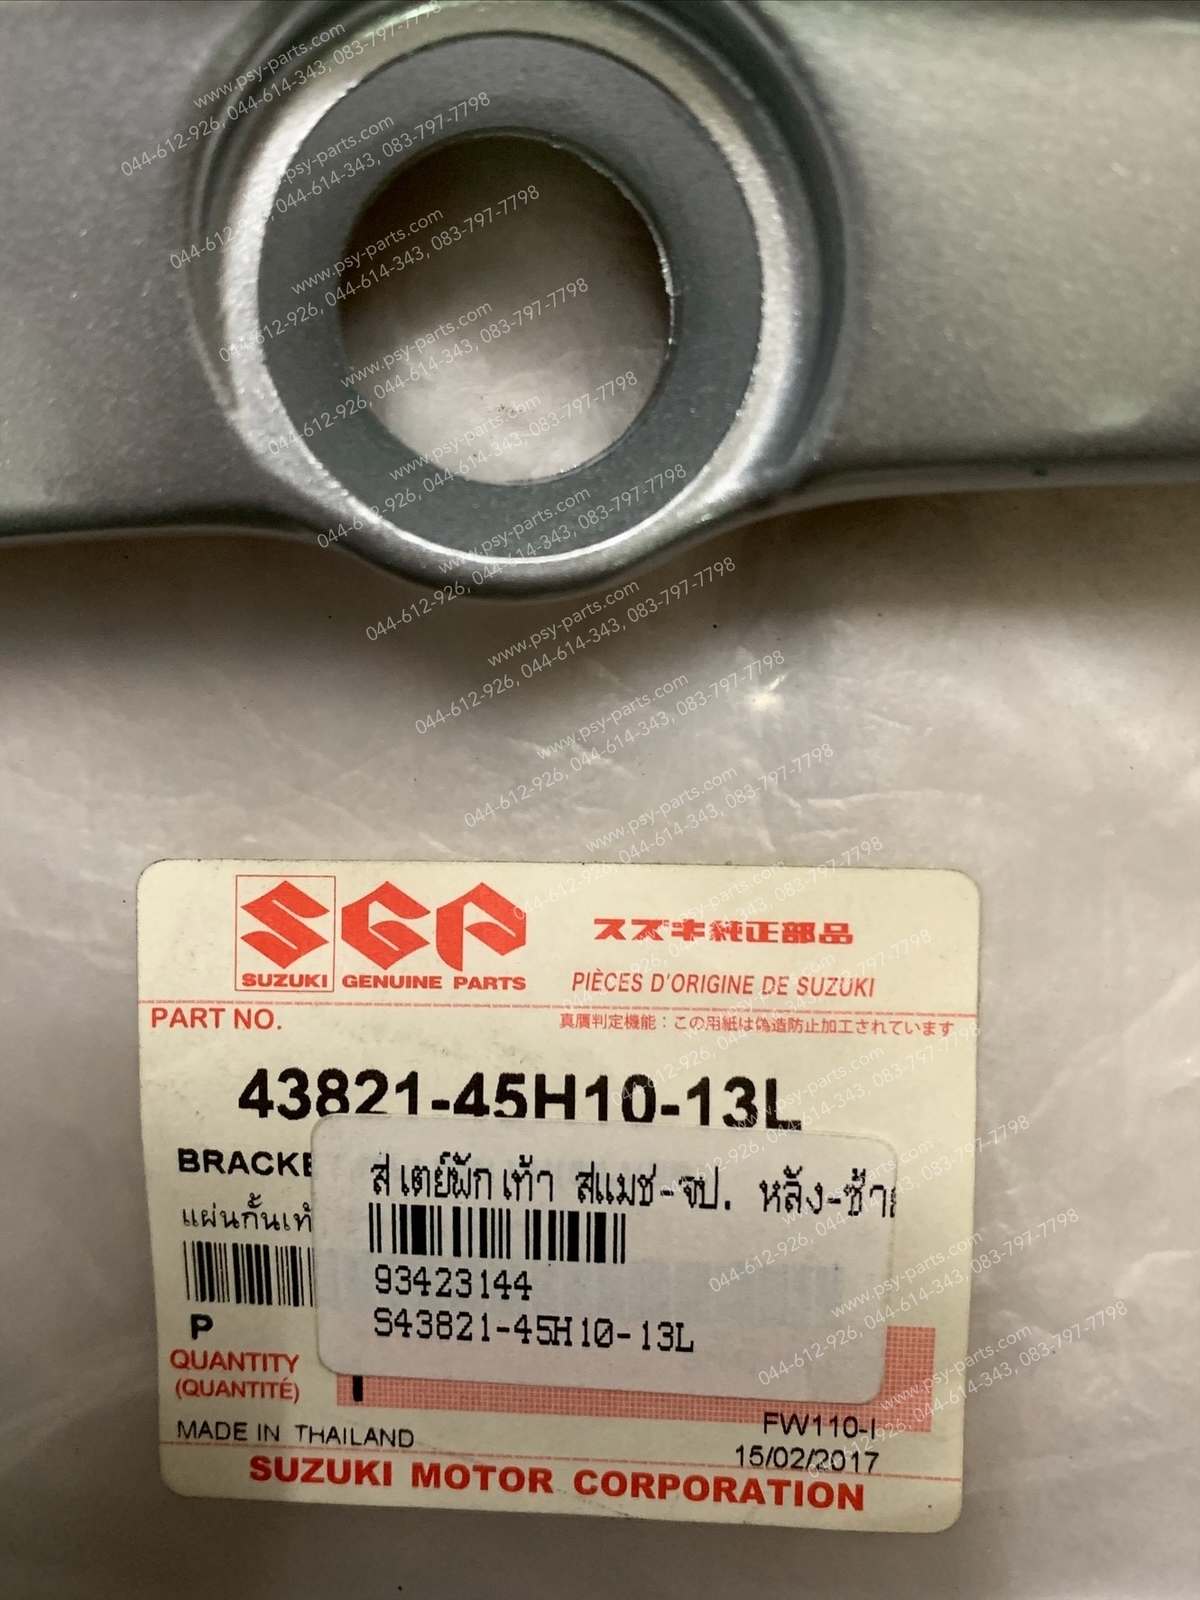 SUZUKI GENUINE PARTS
スズキ純正部品
PIÈCES D'ORIGINE DE SUZUKI
PART NO.
真贋判定機能：この用紙は偽造防止加工されています
43821-45H10-13L
BRACKE
แผ่นกั้นเท้
สเตย์พักเท้า สแมช-จป. หลัง-ซ้า
93423144
S43821-45H10-13L
P
QUANTITY
(QUANTITÉ)
MADE IN THAILAND
FW110-I
15/02/2017
SUZUKI MOTOR CORPORATION
www.psy-parts.com
044-612-926, 044-614-343, 083-797-7798